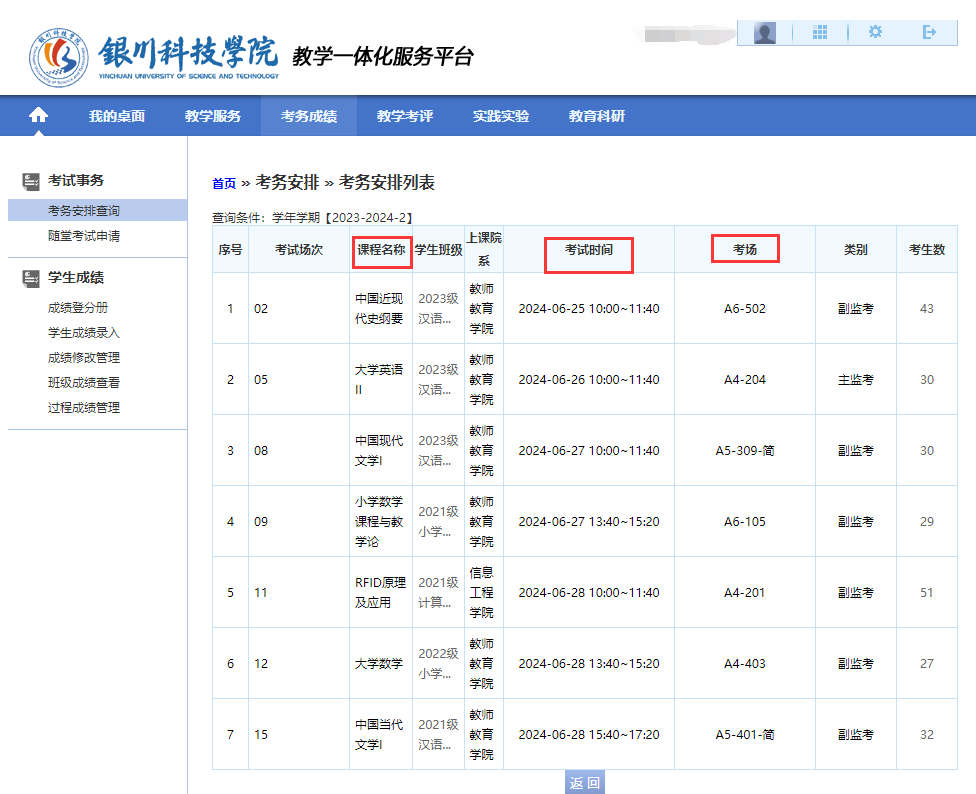 银川科技学院
YINCHUAN UNIVERSITY OF SCIENCE AND TECHNOLOGY
教学一体化服务平台
我的桌面 教学服务 考务成绩 教学考评 实践实验 教育科研
考试事务
考务安排查询
随堂考试申请
学生成绩
成绩登分册
学生成绩录入
成绩修改管理
班级成绩查看
过程成绩管理
首页 » 考务安排 » 考务安排列表
查询条件：学年学期【2023-2024-2】
序号 考试场次 课程名称 学生班级 上课院系 考试时间 考场 类别 考生数
1 02 中国近现代史纲要 2023级汉语... 教师教育学院 2024-06-25 10:00~11:40 A6-502 副监考 43
2 05 大学英语II 2023级汉语... 教师教育学院 2024-06-26 10:00~11:40 A4-204 主监考 30
3 08 中国现代文学I 2023级汉语... 教师教育学院 2024-06-27 10:00~11:40 A5-309-简 副监考 30
4 09 小学数学课程与教学论 2021级小学... 教师教育学院 2024-06-27 13:40~15:20 A6-105 副监考 29
5 11 RFID原理及应用 2021级计算... 信息工程学院 2024-06-28 10:00~11:40 A4-201 副监考 51
6 12 大学数学 2022级小学... 教师教育学院 2024-06-28 13:40~15:20 A4-403 副监考 27
7 15 中国当代文学I 2021级汉语... 教师教育学院 2024-06-28 15:40~17:20 A5-401-简 副监考 32
返 回